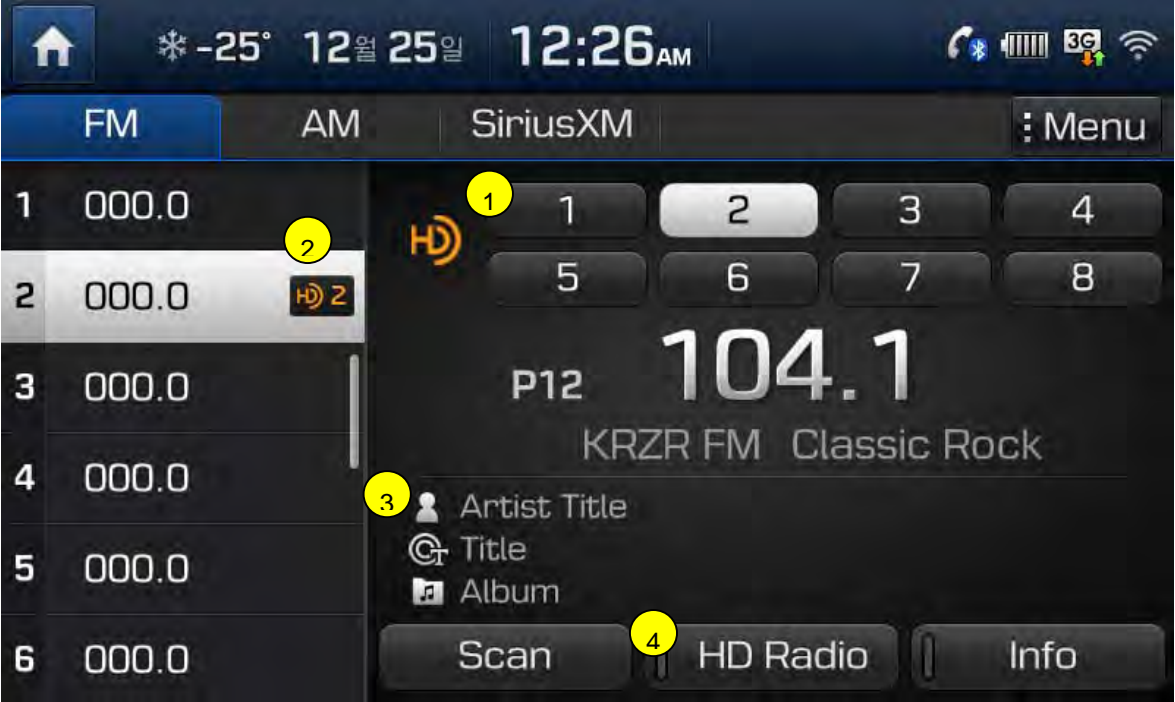 -25° 12월 25일 12:26AM 3G
FM AM SiriusXM Menu
1 000.0
2 000.0 HD 2
3 000.0
4 000.0
5 000.0
6 000.0
HD 1 1 2 3 4
2 5 6 7 8
P12 104.1
KRZR FM Classic Rock
3 Artist Title
CT Title
Album
Scan 4 HD Radio Info